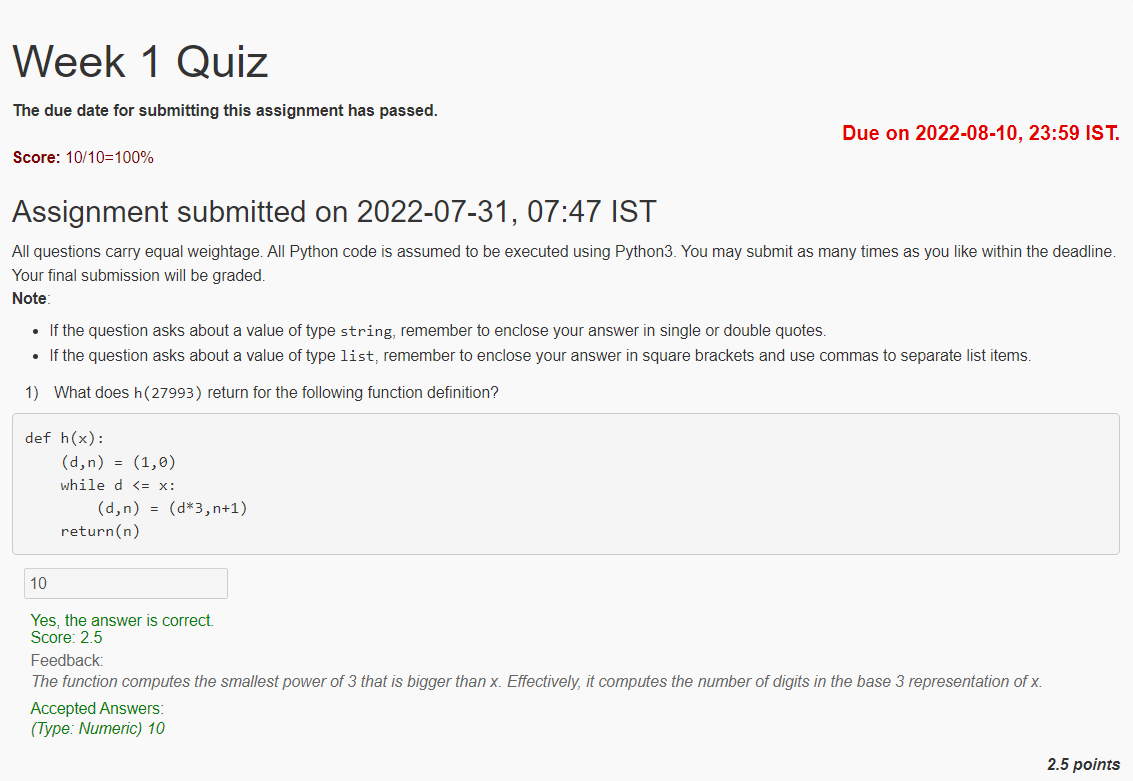 Week 1 Quiz
The due date for submitting this assignment has passed.
Due on 2022-08-10, 23:59 IST.
Score: 10/10=100%
Assignment submitted on 2022-07-31, 07:47 IST
All questions carry equal weightage. All Python code is assumed to be executed using Python3. You may submit as many times as you like within the deadline.
Your final submission will be graded.
Note:
• If the question asks about a value of type string, remember to enclose your answer in single or double quotes.
• If the question asks about a value of type list, remember to enclose your answer in square brackets and use commas to separate list items.
1) What does h(27993) return for the following function definition?
def h(x):
    (d,n) = (1,0)
    while d <= x:
        (d,n) = (d*3,n+1)
    return(n)
10
Yes, the answer is correct.
Score: 2.5
Feedback:
The function computes the smallest power of 3 that is bigger than x. Effectively, it computes the number of digits in the base 3 representation of x.
Accepted Answers:
(Type: Numeric) 10
2.5 points